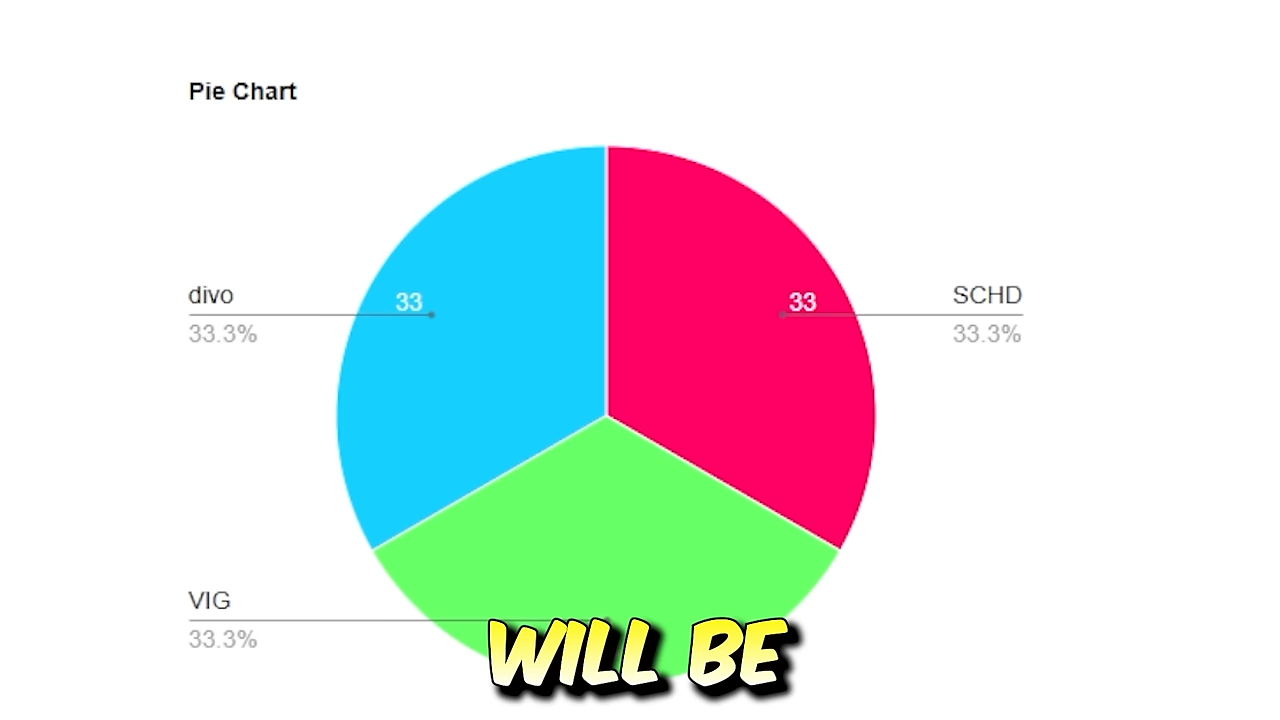 Pie Chart
divo
33
33
SCHD
33.3%
33.3%
VIG
33.3%
WILL BE